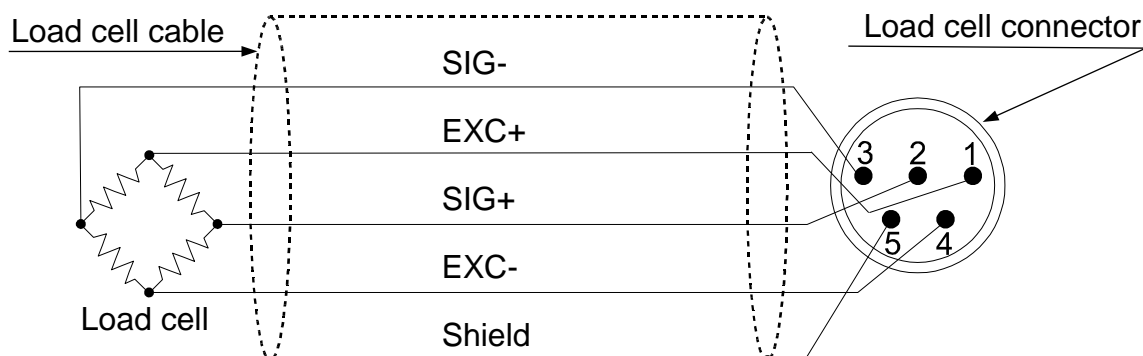 Load cell cable
Load cell connector
SIG-
EXC+
3 2 1
SIG+
5 4
EXC-
Load cell
Shield